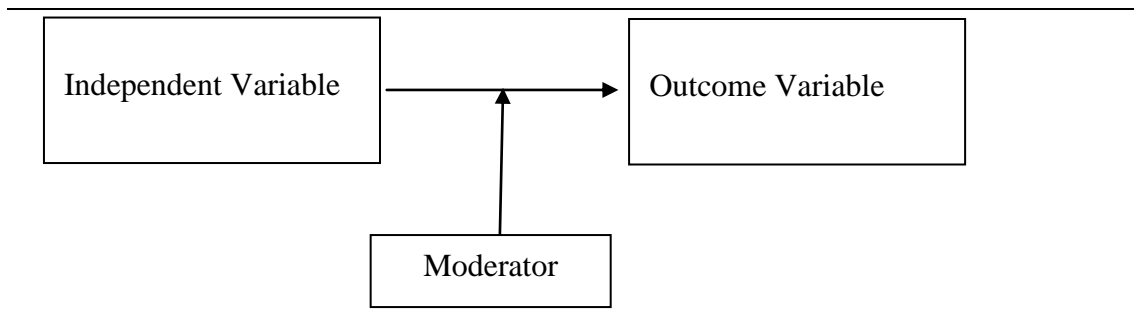 Independent Variable
Outcome Variable
Moderator